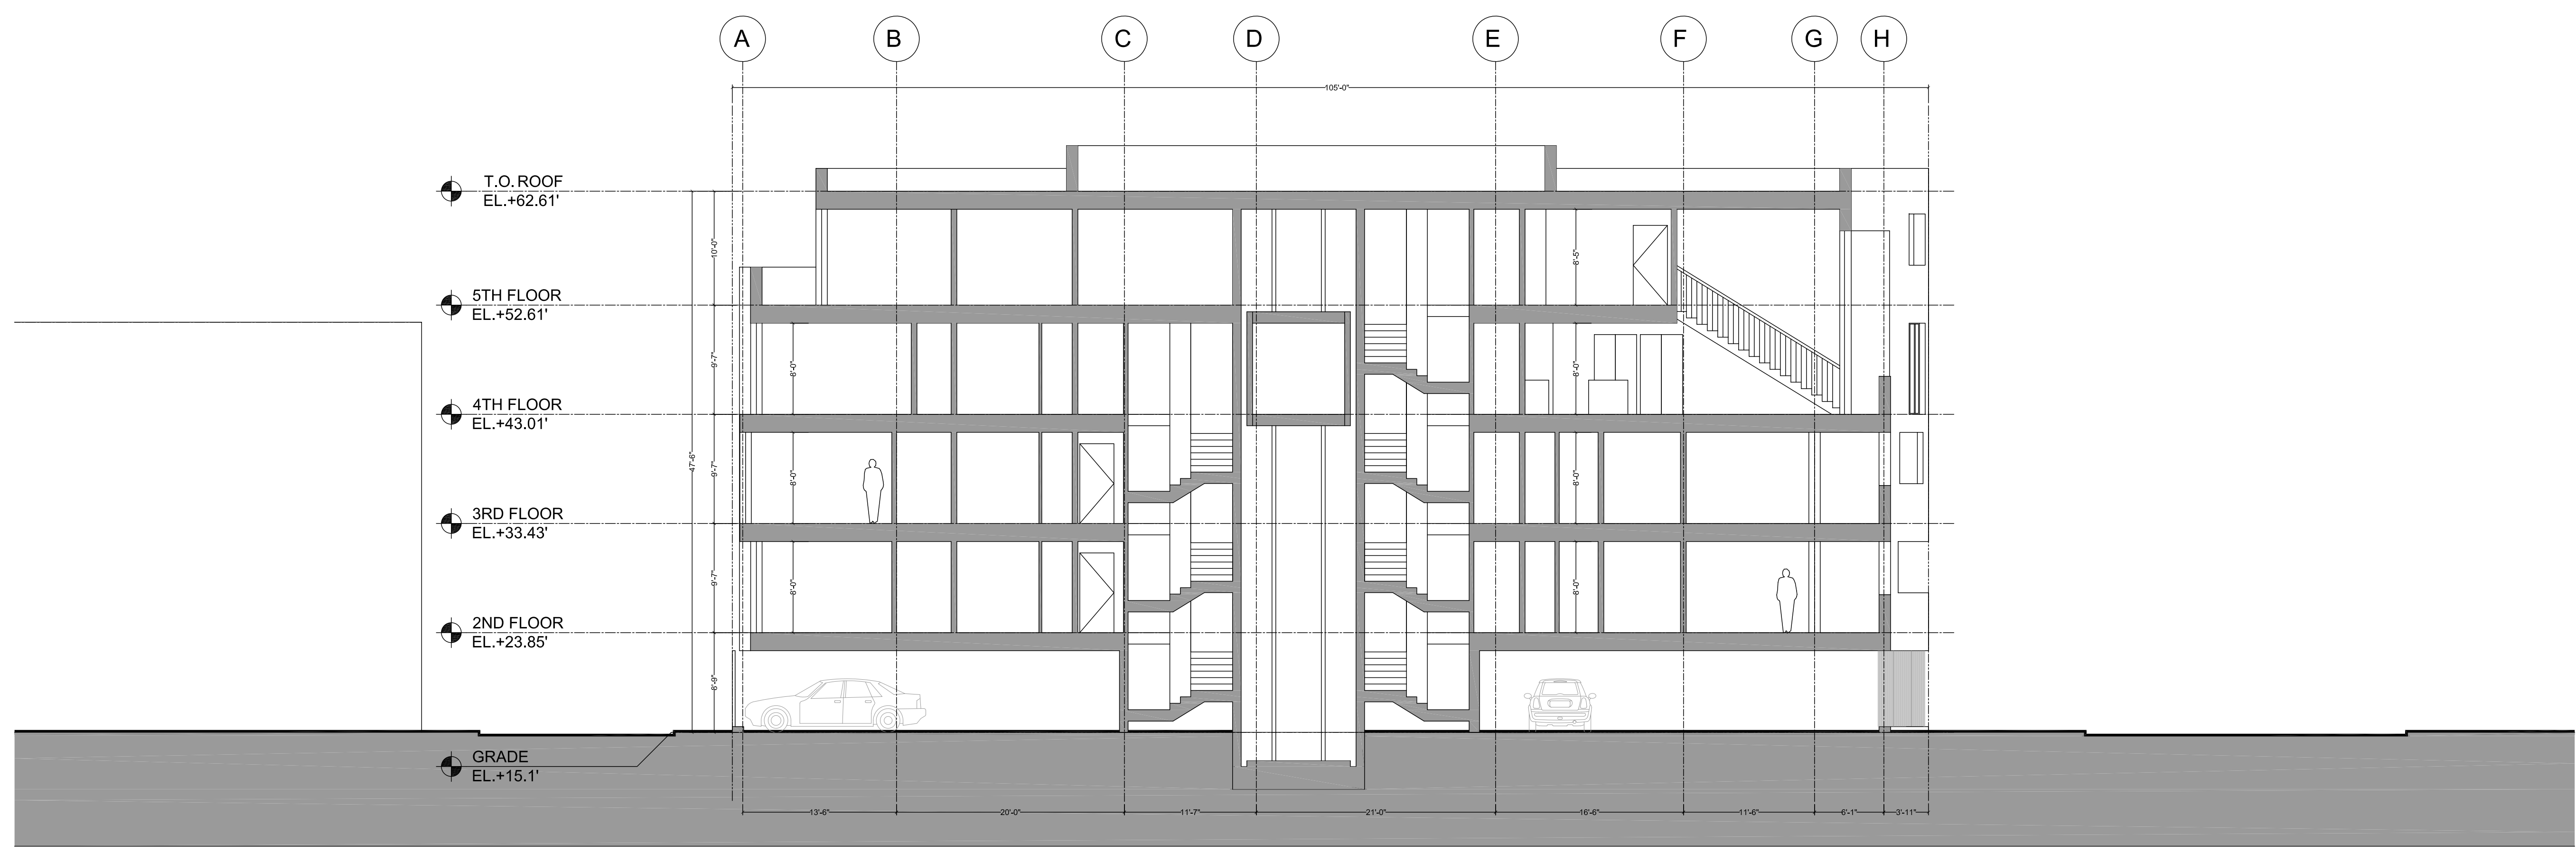 A B C D E F G H
105'-0"
T.O. ROOF
EL.+62.61'
10'-0"
8'-5"
5TH FLOOR
EL.+52.61'
9'-7"
8'-0"
8'-0"
4TH FLOOR
EL.+43.01'
47'-6"
9'-7"
8'-0"
8'-0"
3RD FLOOR
EL.+33.43'
9'-7"
8'-0"
8'-0"
2ND FLOOR
EL.+23.85'
8'-9"
GRADE
EL.+15.1'
13'-6" 20'-0" 11'-7" 21'-0" 16'-6" 11'-6" 6'-1" 3'-11"